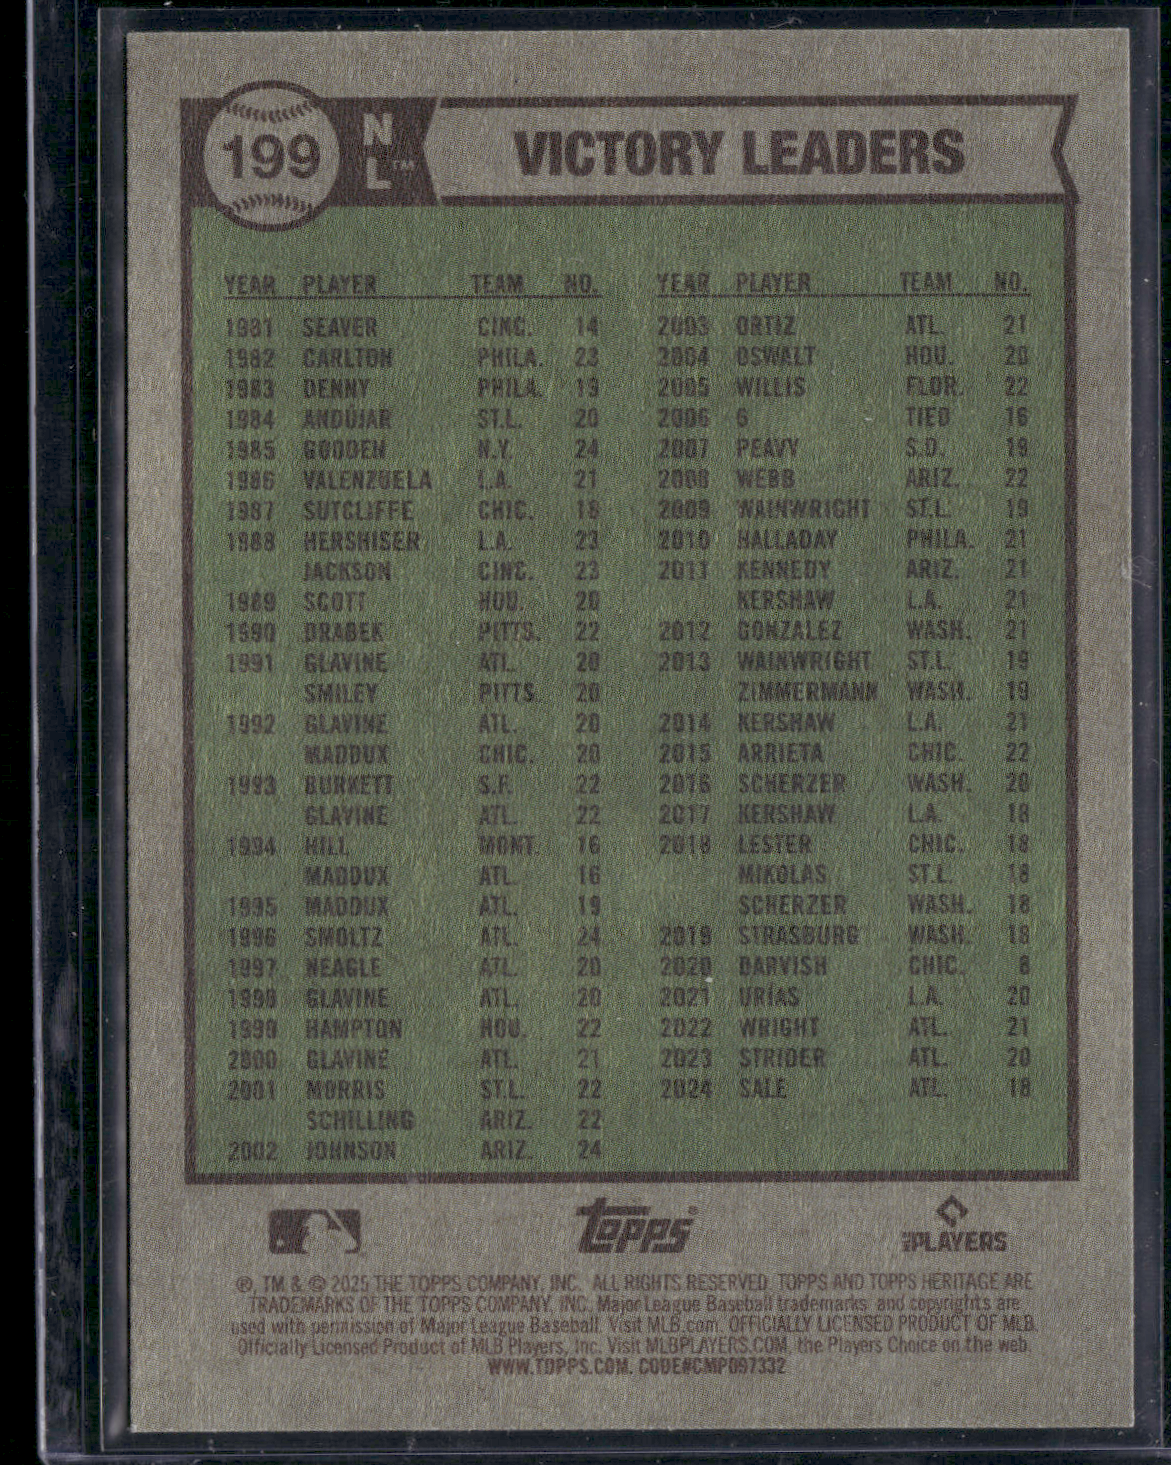 199 NL™ VICTORY LEADERS
YEAR PLAYER TEAM NO.
1981 SEAVER CINC. 14
1982 CARLTON PHILA. 23
1983 DENNY PHILA. 19
1984 ANDÚJAR ST.L. 20
1985 GOODEN N.Y. 24
1986 VALENZUELA L.A. 21
1987 SUTCLIFFE CHIC. 18
1988 HERSHISER L.A. 23
JACKSON CINC. 23
1989 SCOTT HOU. 20
1990 DRABEK PITTS. 22
1991 GLAVINE ATL. 20
SMILEY PITTS. 20
1992 GLAVINE ATL. 20
MADDUX CHIC. 20
1993 BURKETT S.F. 22
GLAVINE ATL. 22
1994 HILL MONT. 16
MADDUX ATL. 16
1995 MADDUX ATL. 19
1996 SMOLTZ ATL. 24
1997 NEAGLE ATL. 20
1998 GLAVINE ATL. 20
1999 HAMPTON HOU. 22
2000 GLAVINE ATL. 21
2001 MORRIS ST.L. 22
SCHILLING ARIZ. 22
2002 JOHNSON ARIZ. 24
YEAR PLAYER TEAM NO.
2003 ORTIZ ATL. 21
2004 OSWALT HOU. 20
2005 WILLIS FLOR. 22
2006 6 TIED 16
2007 PEAVY S.D. 19
2008 WEBB ARIZ. 22
2009 WAINWRIGHT ST.L. 19
2010 HALLADAY PHILA. 21
2011 KENNEDY ARIZ. 21
KERSHAW L.A. 21
2012 GONZALEZ WASH. 21
2013 WAINWRIGHT ST.L. 19
ZIMMERMANN WASH. 19
2014 KERSHAW L.A. 21
2015 ARRIETA CHIC. 22
2016 SCHERZER WASH. 20
2017 KERSHAW L.A. 18
2018 LESTER CHIC. 18
MIKOLAS ST.L. 18
SCHERZER WASH. 18
2019 STRASBURG WASH. 18
2020 DARVISH CHIC. 8
2021 URÍAS L.A. 20
2022 WRIGHT ATL. 21
2023 STRIDER ATL. 20
2024 SALE ATL. 18
topps® PLAYERS
®, TM & © 2025 THE TOPPS COMPANY, INC. ALL RIGHTS RESERVED. TOPPS AND TOPPS HERITAGE ARE
TRADEMARKS OF THE TOPPS COMPANY, INC. Major League Baseball trademarks and copyrights are
used with permission of Major League Baseball. Visit MLB.com. OFFICIALLY LICENSED PRODUCT OF MLB.
Officially Licensed Product of MLB Players, Inc. Visit MLBPLAYERS.COM, the Players Choice on the web.
WWW.TOPPS.COM. CODE#CMP097332